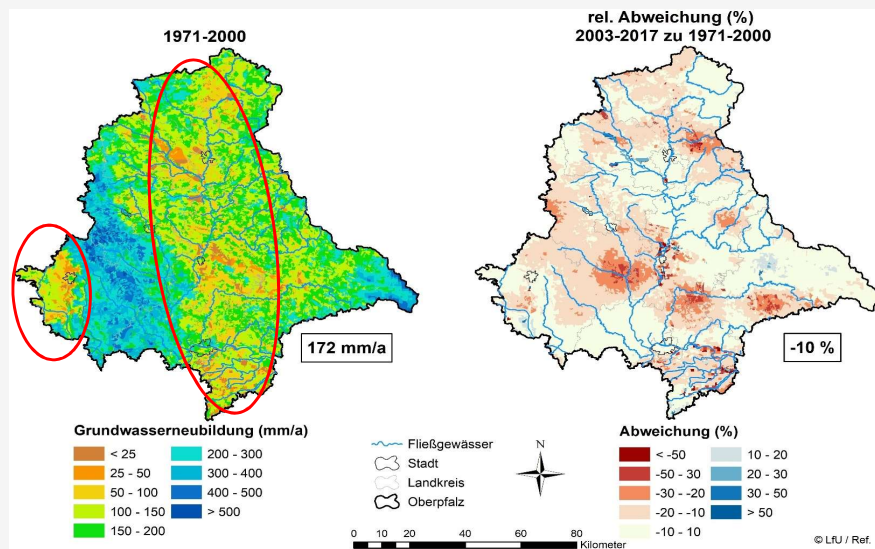 1971-2000
rel. Abweichung (%)
2003-2017 zu 1971-2000
172 mm/a
-10 %
Grundwasserneubildung (mm/a)
< 25
25 - 50
50 - 100
100 - 150
150 - 200
200 - 300
300 - 400
400 - 500
> 500
Fließgewässer
Stadt
Landkreis
Oberpfalz
N
0 10 20 40 60 80
Kilometer
Abweichung (%)
< -50
-50 - 30
-30 - -20
-20 - -10
-10 - 10
10 - 20
20 - 30
30 - 50
> 50
© LfU / Ref.